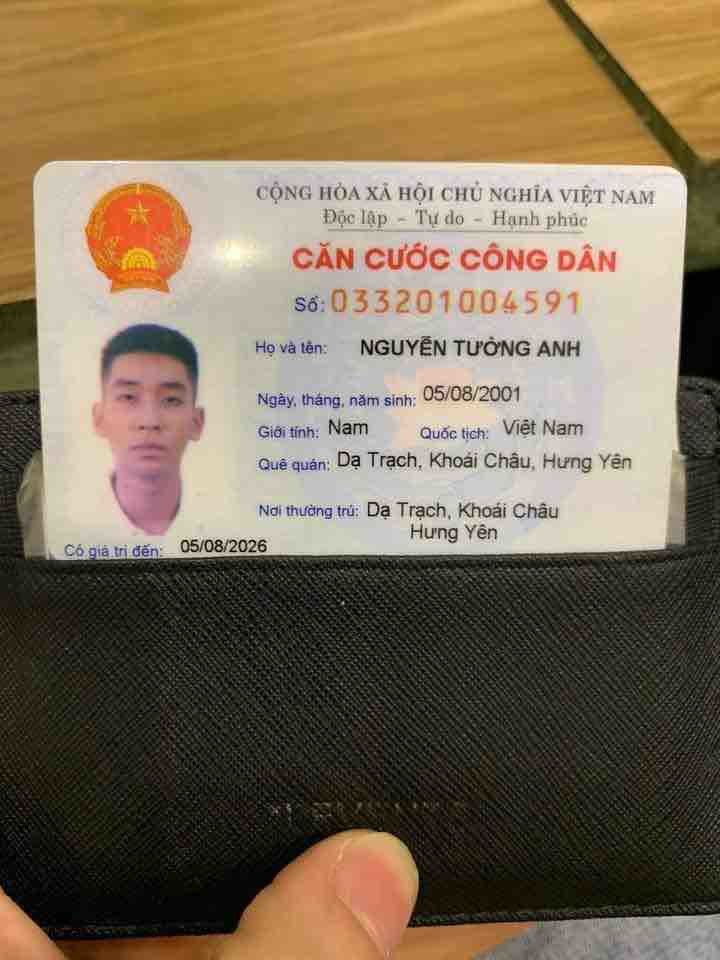 CỘNG HÒA XÃ HỘI CHỦ NGHĨA VIỆT NAM
Độc lập - Tự do - Hạnh phúc
CĂN CƯỚC CÔNG DÂN
Số: 033201004591
Họ và tên: NGUYỄN TƯỜNG ANH
Ngày, tháng, năm sinh: 05/08/2001
Giới tính: Nam Quốc tịch: Việt Nam
Quê quán: Dạ Trạch, Khoái Châu, Hưng Yên
Nơi thường trú: Dạ Trạch, Khoái Châu
Hưng Yên
Có giá trị đến: 05/08/2026